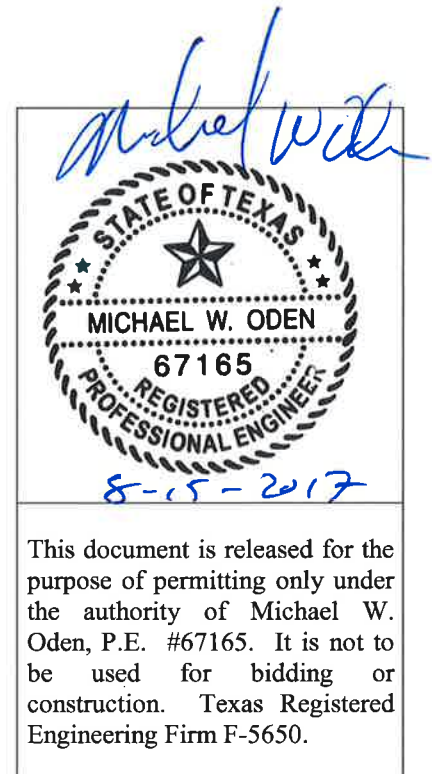 Michael W Oden
STATE OF TEXAS
MICHAEL W. ODEN
67165
REGISTERED
PROFESSIONAL ENGINEER
8-15-2017
This document is released for the
purpose of permitting only under
the authority of Michael W.
Oden, P.E. #67165. It is not to
be used for bidding or
construction. Texas Registered
Engineering Firm F-5650.